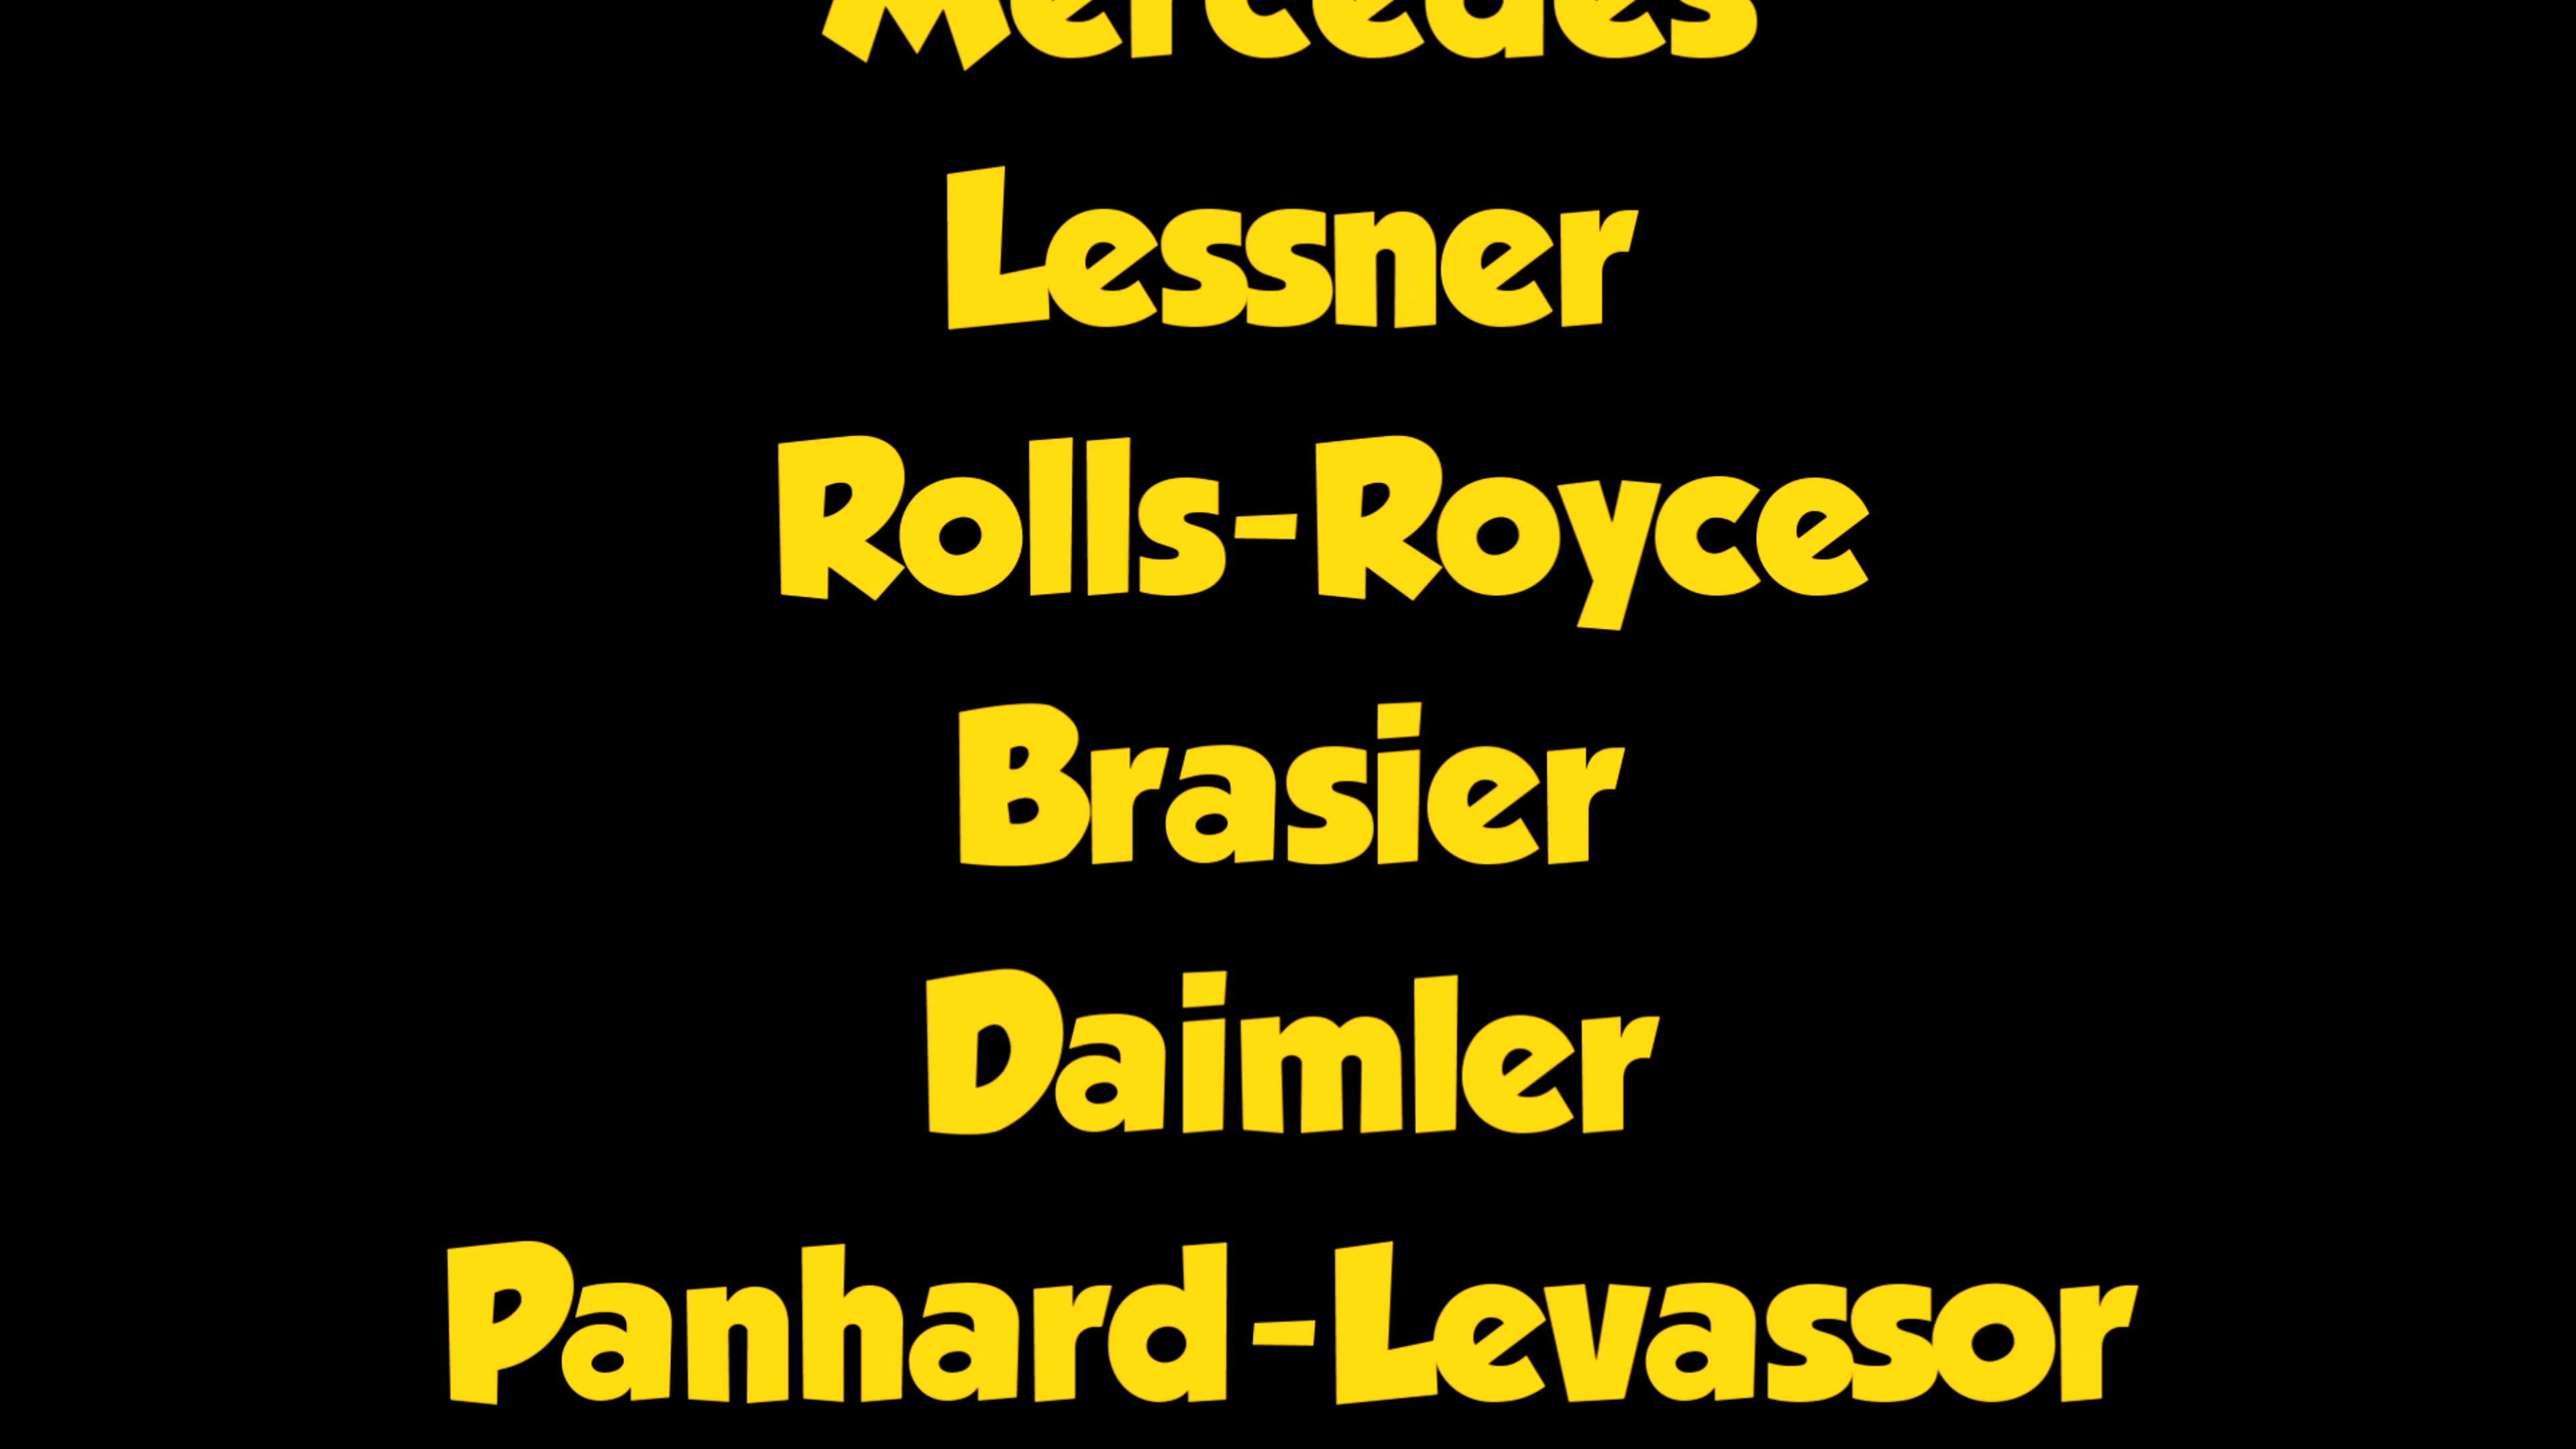 Mercedes
Lessner
Rolls-Royce
Brasier
Daimler
Panhard-Levassor